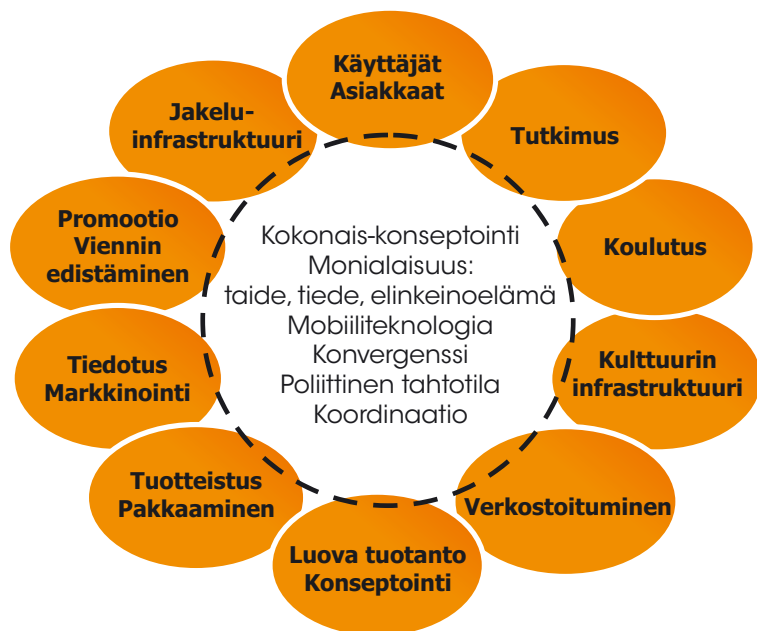 Käyttäjät
Asiakkaat
Tutkimus
Koulutus
Kulttuurin
infrastruktuuri
Verkostoituminen
Luova tuotanto
Konseptointi
Tuotteistus
Pakkaaminen
Tiedotus
Markkinointi
Promootio
Viennin
edistäminen
Jakelu-
infrastruktuuri
Kokonais-konseptointi
Monialaisuus:
taide, tiede, elinkeinoelämä
Mobiiliteknologia
Konvergenssi
Poliittinen tahtotila
Koordinaatio